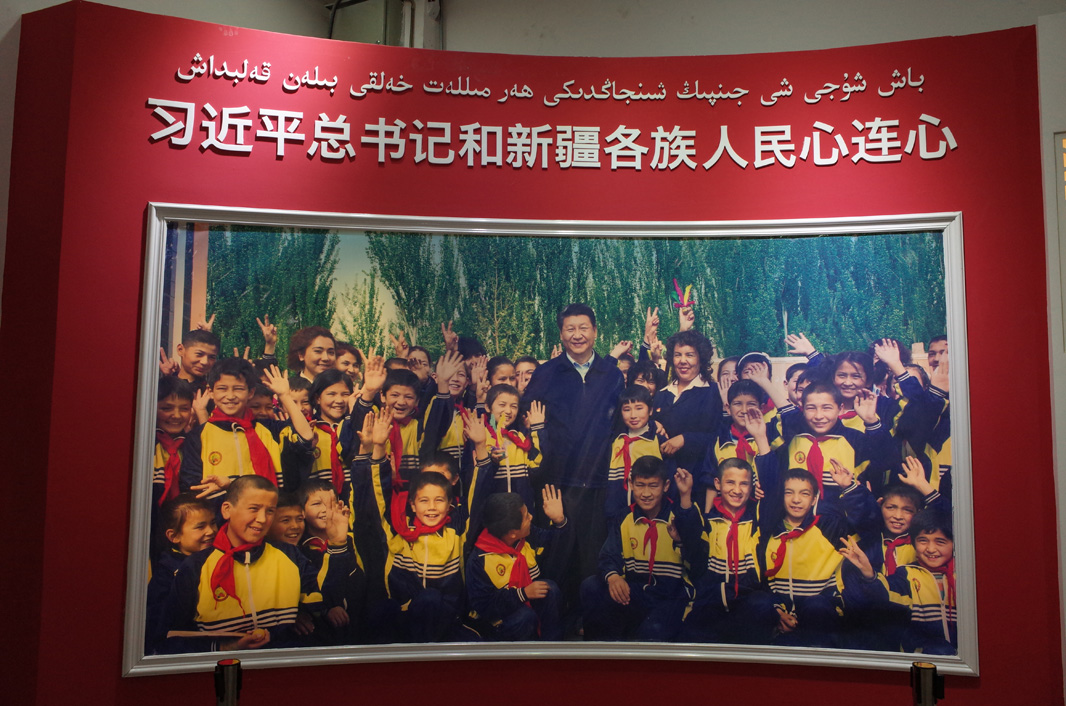 باش شۇجى شى جىنپىڭ شىنجاڭدىكى ھەر مىللەت خەلقى بىلەن قەلبداش
习近平总书记和新疆各族人民心连心